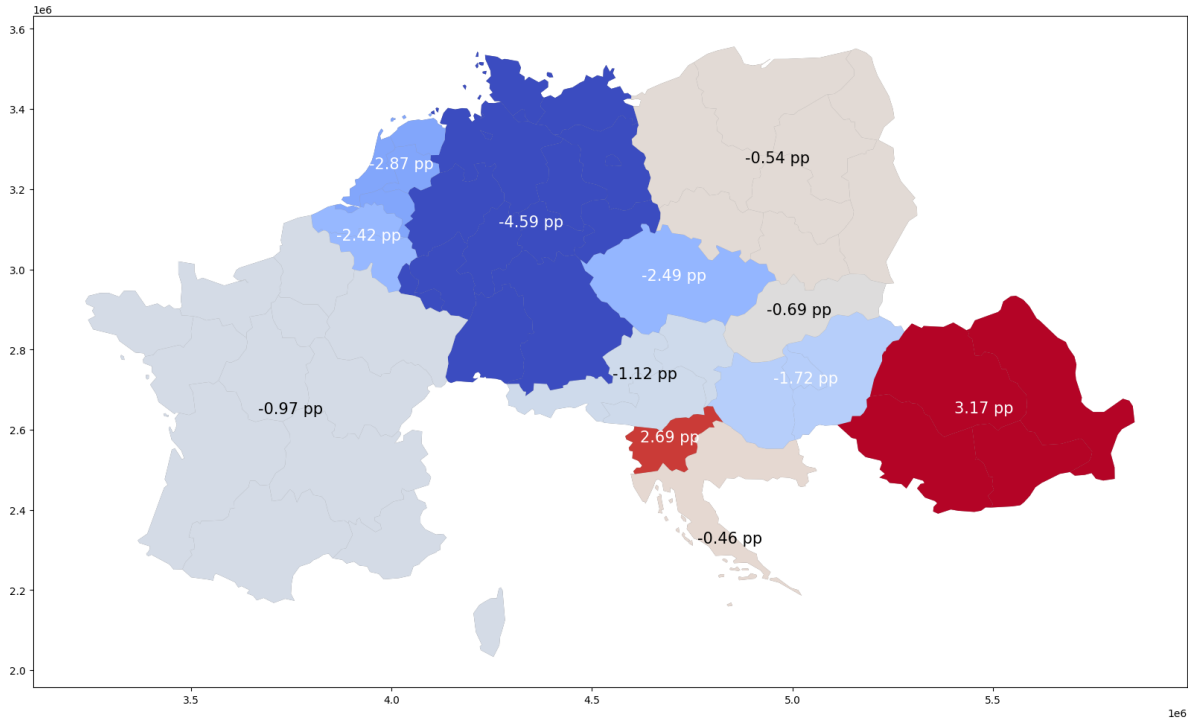 1e6
3.6
3.4
-0.54 pp
-2.87 pp
3.2
-4.59 pp
-2.42 pp
3.0
-2.49 pp
-0.69 pp
2.8
-1.12 pp
-1.72 pp
-0.97 pp
3.17 pp
2.6
2.69 pp
2.4
-0.46 pp
2.2
2.0
3.5
4.0
4.5
5.0
5.5
1e6